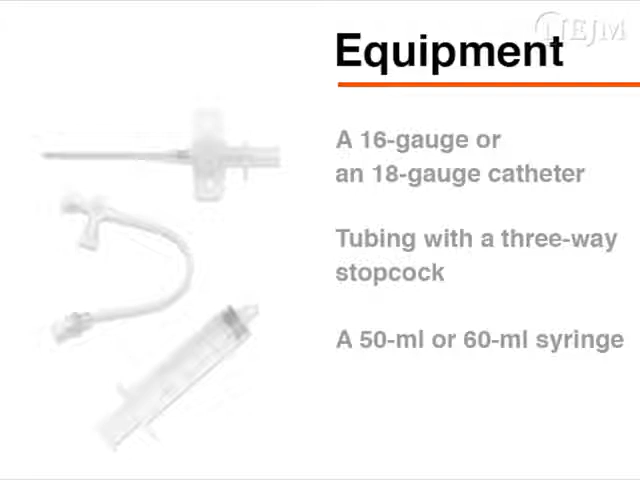 NEJM
Equipment
A 16-gauge or
an 18-gauge catheter
Tubing with a three-way
stopcock
A 50-ml or 60-ml syringe